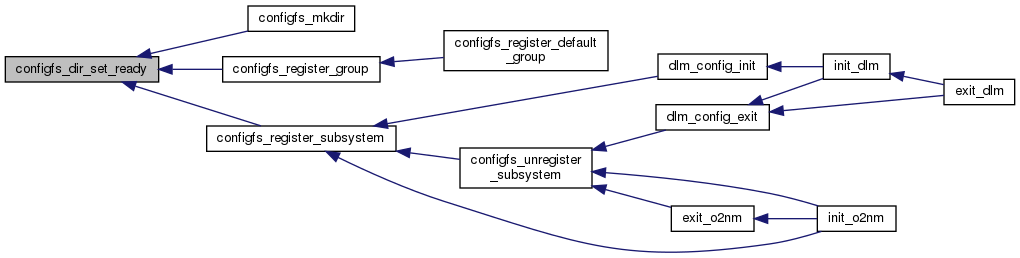 configfs_mkdir
configfs_dir_set_ready
configfs_register_group
configfs_register_default
_group
configfs_register_subsystem
dlm_config_init
init_dlm
exit_dlm
dlm_config_exit
configfs_unregister
_subsystem
exit_o2nm
init_o2nm